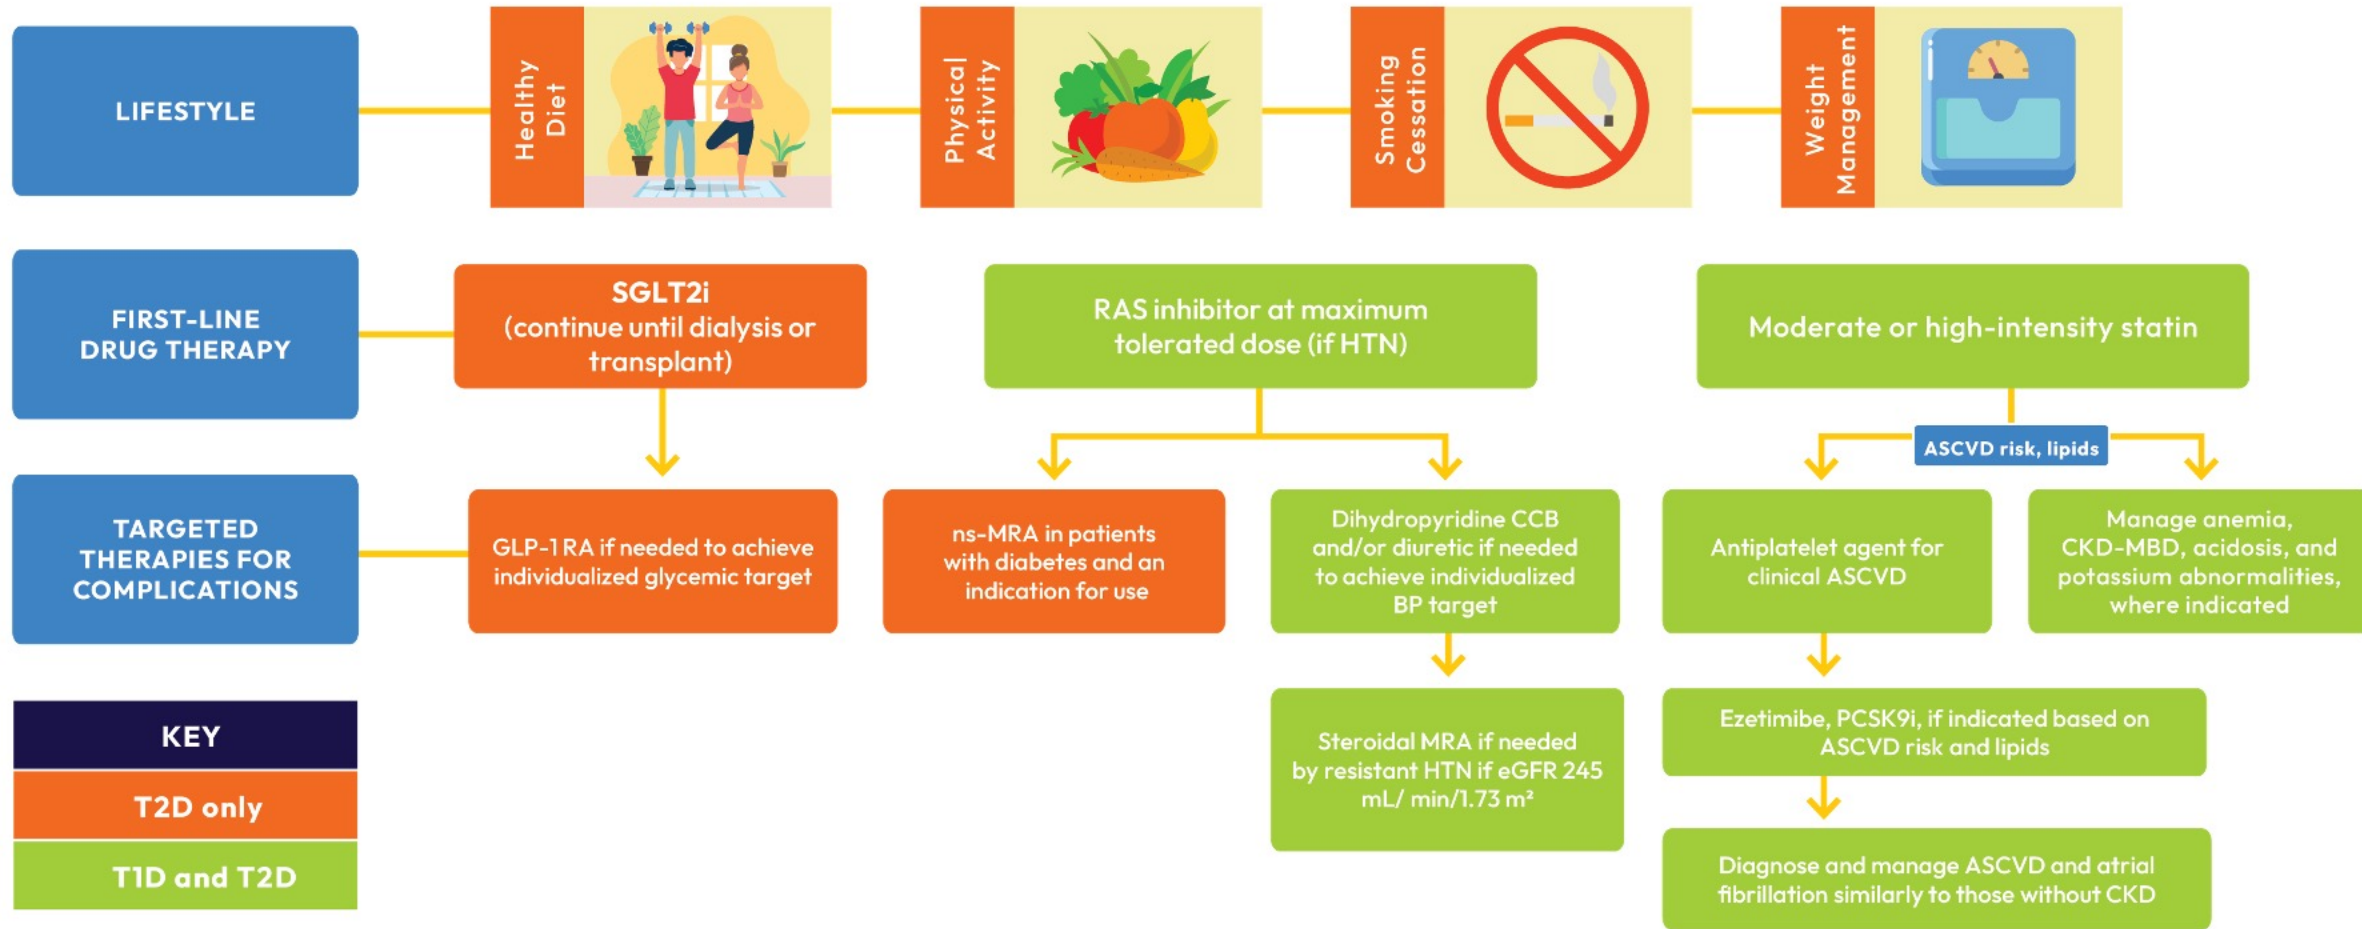 LIFESTYLE
Healthy
Diet
Physical
Activity
Smoking
Cessation
Weight
Management
FIRST-LINE
DRUG THERAPY
SGLT2i
(continue until dialysis or
transplant)
RAS inhibitor at maximum
tolerated dose (if HTN)
Moderate or high-intensity statin
ASCVD risk, lipids
TARGETED
THERAPIES FOR
COMPLICATIONS
GLP-1 RA if needed to achieve
individualized glycemic target
ns-MRA in patients
with diabetes and an
indication for use
Dihydropyridine CCB
and/or diuretic if needed
to achieve individualized
BP target
Antiplatelet agent for
clinical ASCVD
Manage anemia,
CKD-MBD, acidosis, and
potassium abnormalities,
where indicated
Steroidal MRA if needed
by resistant HTN if eGFR 245
mL/ min/1.73 m²
Ezetimibe, PCSK9i, if indicated based on
ASCVD risk and lipids
Diagnose and manage ASCVD and atrial
fibrillation similarly to those without CKD
KEY
T2D only
T1D and T2D